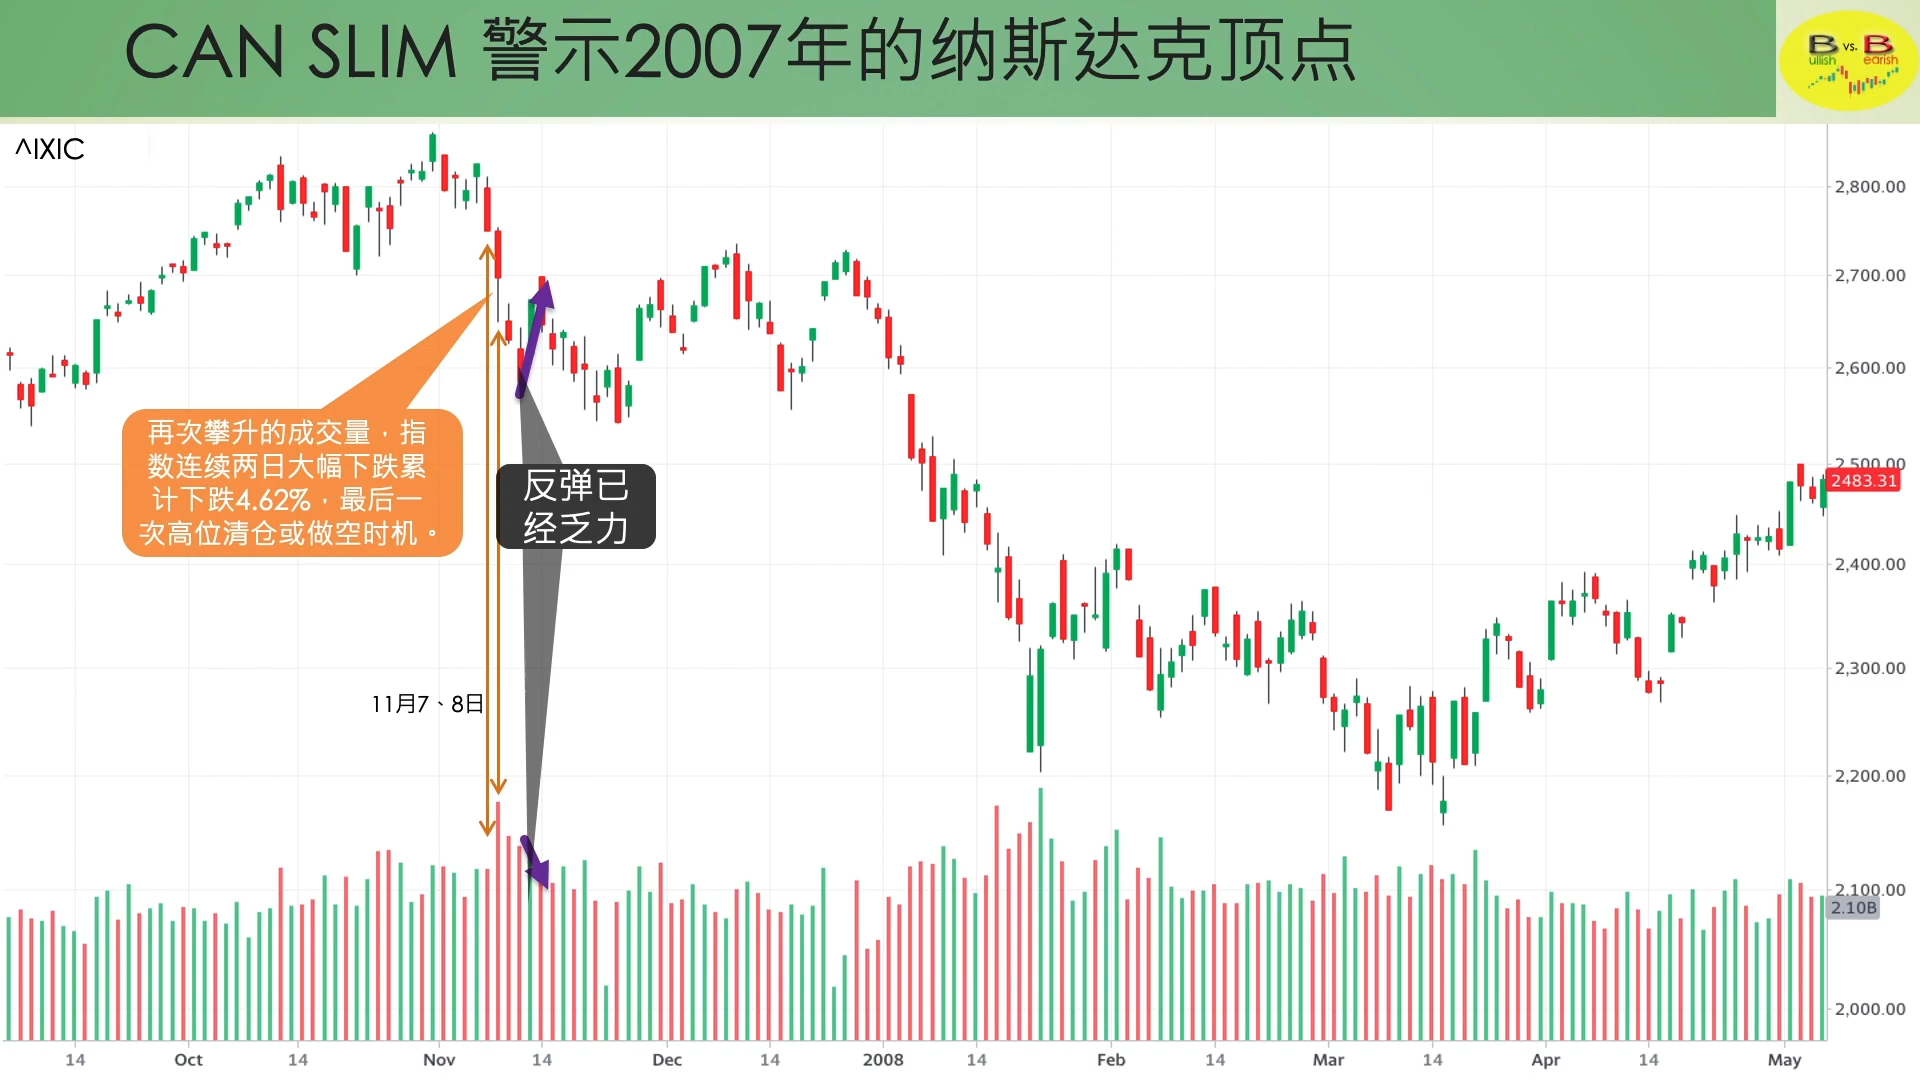 CAN SLIM 警示2007年的纳斯达克顶点
B vs. B
ullish earish
^IXIC
2,800.00
2,700.00
2,600.00
2,500.00
2483.31
2,400.00
2,300.00
2,200.00
2,100.00
2.10B
2,000.00
再次攀升的成交量，指
数连续两日大幅下跌累
计下跌4.62%，最后一
次高位清仓或做空时机。
反弹已
经乏力
11月7、8日
14 Oct 14 Nov 14 Dec 14 2008 14 Feb 14 Mar 14 Apr 14 May